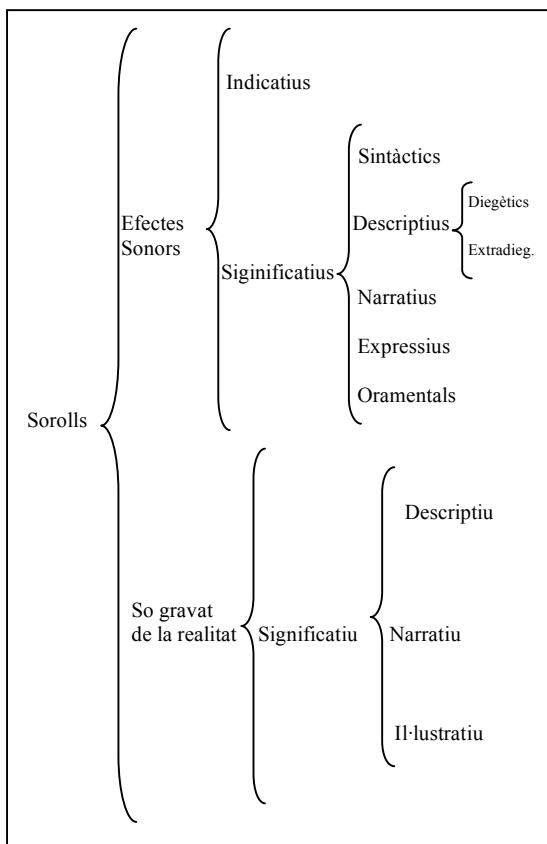 Indicatius
Sintàctics
Diegètics
Efectes
Sonors
Descriptius
Extradieg.
Siginificatius
Narratius
Expressius
Oramentals
Sorolls
Descriptiu
So gravat
de la realitat
Significatiu
Narratiu
Il·lustratiu